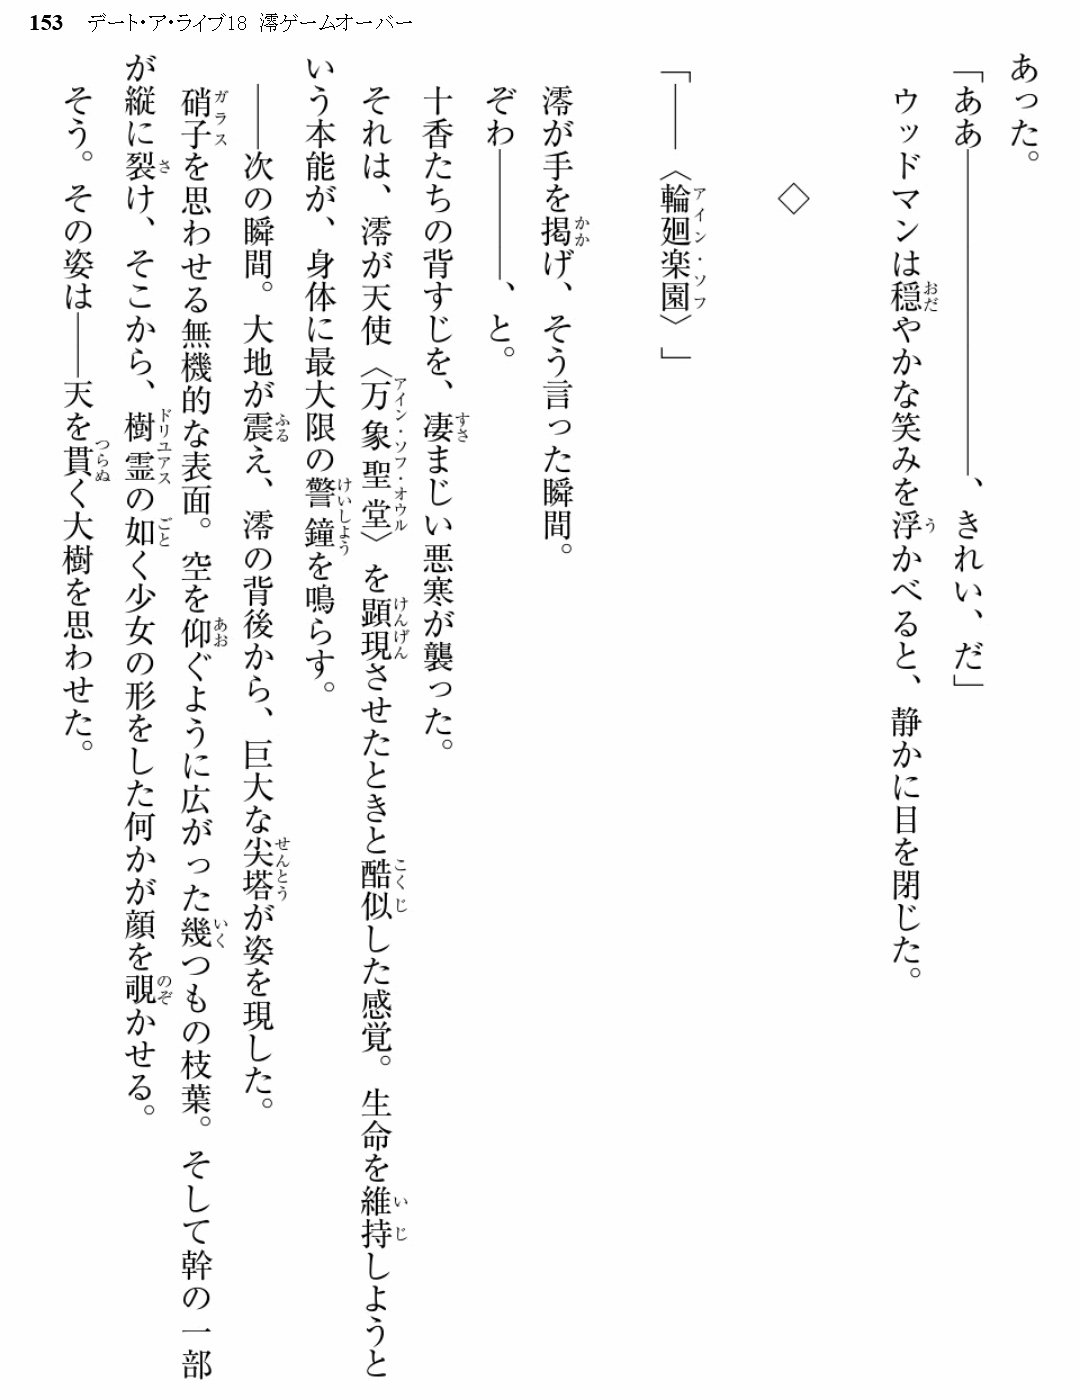 153 デート・ア・ライブ18 澪ゲームオーバー
あった。
「ああ――――――――――、きれい、だ」
ウッドマンは穏やかな笑みを浮かべると、静かに目を閉じた。
◇
「――〈輪廻楽園〉」
澪が手を掲げ、そう言った瞬間。
ぞわ――――、と。
十香たちの背すじを、凄まじい悪寒が襲った。
それは、澪が天使〈万象聖堂〉を顕現させたときと酷似した感覚。生命を維持しようと
いう本能が、身体に最大限の警鐘を鳴らす。
――次の瞬間。大地が震え、澪の背後から、巨大な尖塔が姿を現した。
硝子を思わせる無機的な表面。空を仰ぐように広がった幾つもの枝葉。そして幹の一部
が縦に裂け、そこから、樹霊の如く少女の形をした何かが顔を覗かせる。
そう。その姿は――天を貫く大樹を思わせた。